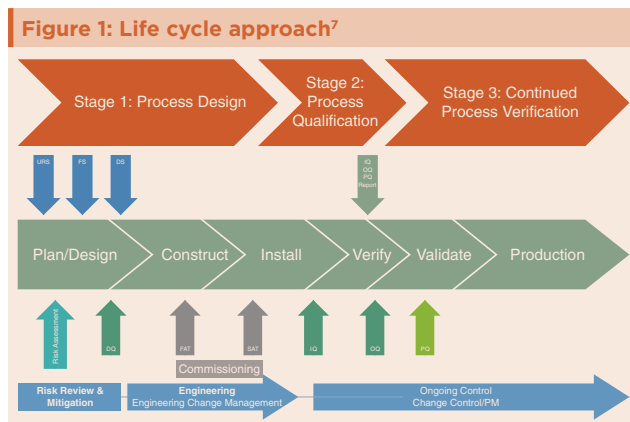 Figure 1: Life cycle approach7
Stage 1: Process Design
Stage 2:
Process
Qualification
Stage 3: Continued
Process Verification
URS
FS
DS
IQ
OQ
PQ
Report
Plan/Design
Construct
Install
Verify
Validate
Production
Risk Assessment
DQ
FAT
SAT
IQ
OQ
PQ
Commissioning
Risk Review &
Mitigation
Engineering
Engineering Change Management
Ongoing Control
Change Control/PM